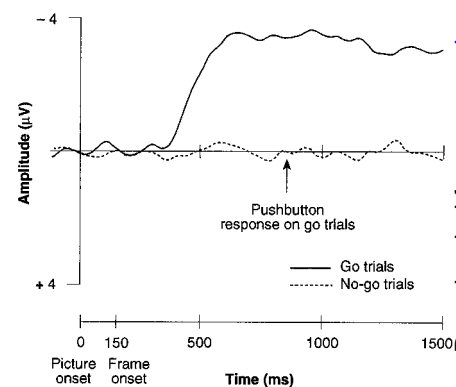 − 4
Amplitude (μV)
Pushbutton
response on go trials
Go trials
No-go trials
+ 4
0 150 500 1000 1500
Picture onset
Frame onset
Time (ms)